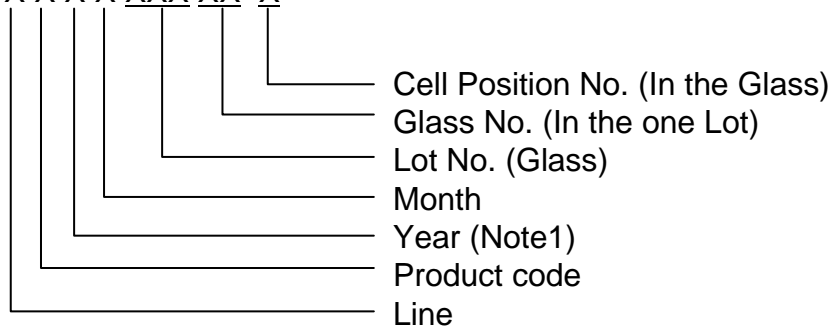 Cell Position No. (In the Glass)
Glass No. (In the one Lot)
Lot No. (Glass)
Month
Year (Note1)
Product code
Line